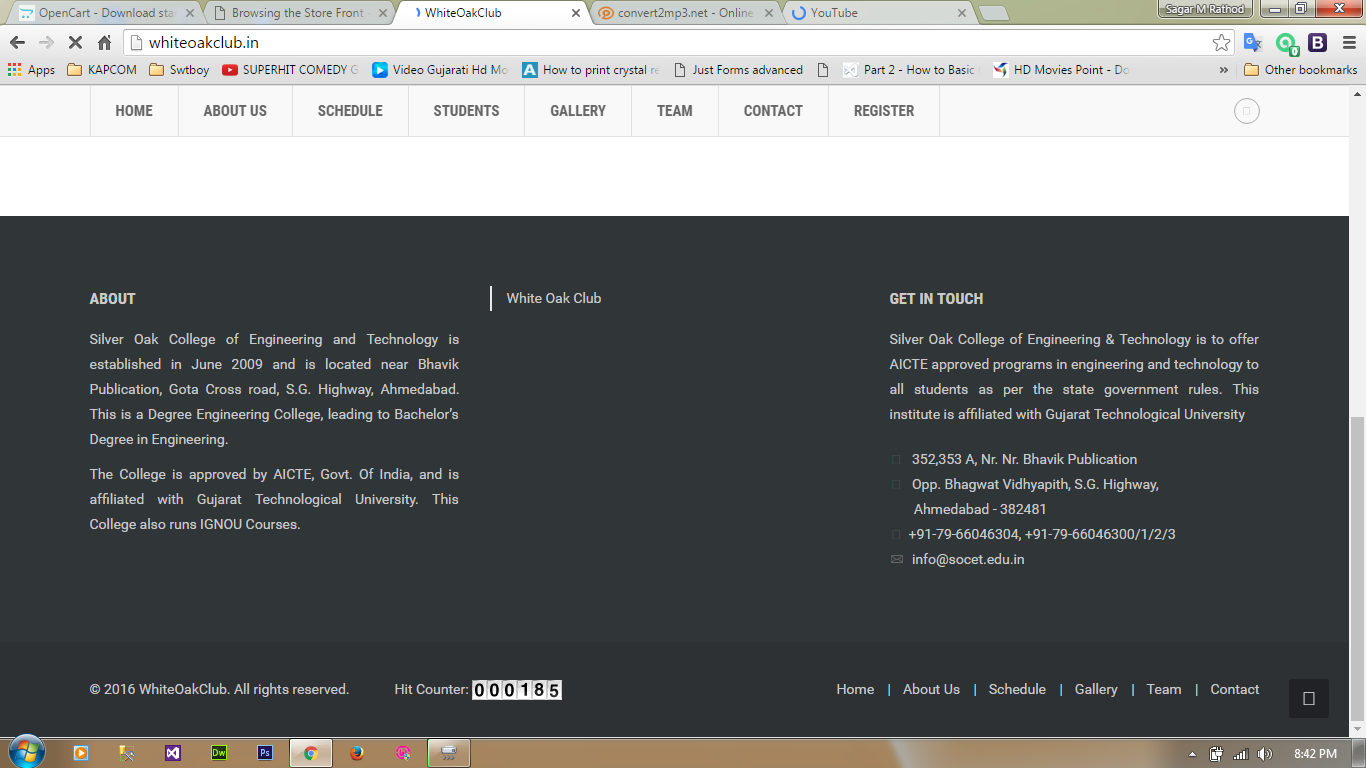 OpenCart - Download sta
Browsing the Store Front
WhiteOakClub
convert2mp3.net - Online
YouTube
Sagar M Rathod
whiteoakclub.in
Apps
KAPCOM
Swtboy
SUPERHIT COMEDY G
Video Gujarati Hd Mo
How to print crystal re
Just Forms advanced
Part 2 - How to Basic
HD Movies Point - Do
»
Other bookmarks
HOME
ABOUT US
SCHEDULE
STUDENTS
GALLERY
TEAM
CONTACT
REGISTER
ABOUT
Silver Oak College of Engineering and Technology is
established in June 2009 and is located near Bhavik
Publication, Gota Cross road, S.G. Highway, Ahmedabad.
This is a Degree Engineering College, leading to Bachelor's
Degree in Engineering.
The College is approved by AICTE, Govt. Of India, and is
affiliated with Gujarat Technological University. This
College also runs IGNOU Courses.
White Oak Club
GET IN TOUCH
Silver Oak College of Engineering & Technology is to offer
AICTE approved programs in engineering and technology to
all students as per the state government rules. This
institute is affiliated with Gujarat Technological University
352,353 A, Nr. Nr. Bhavik Publication
Opp. Bhagwat Vidhyapith, S.G. Highway,
Ahmedabad - 382481
+91-79-66046304, +91-79-66046300/1/2/3
info@socet.edu.in
© 2016 WhiteOakClub. All rights reserved.
Hit Counter: 000185
Home | About Us | Schedule | Gallery | Team | Contact
Dw
Ps
8:42 PM